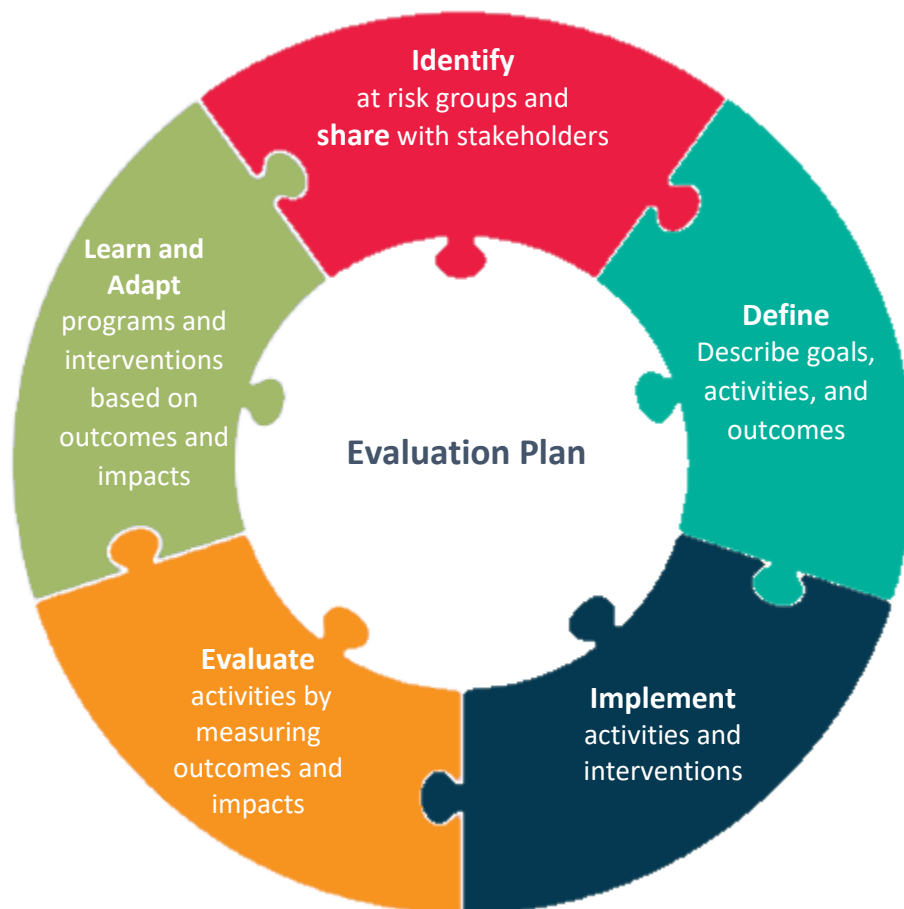 Identify
at risk groups and
share with stakeholders
Define
Describe goals,
activities, and
outcomes
Implement
activities and
interventions
Evaluate
activities by
measuring
outcomes and
impacts
Learn and
Adapt
programs and
interventions
based on
outcomes and
impacts
Evaluation Plan